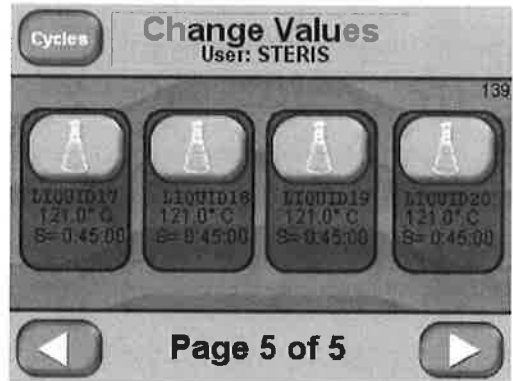 Cycles
Change Values
User: STERIS
139
LIQUID17
121.0° C
S= 0:45:00
LIQUID18
121.0° C
S= 0:45:00
LIQUID19
121.0° C
S= 0:45:00
LIQUID20
121.0° C
S= 0:45:00
Page 5 of 5